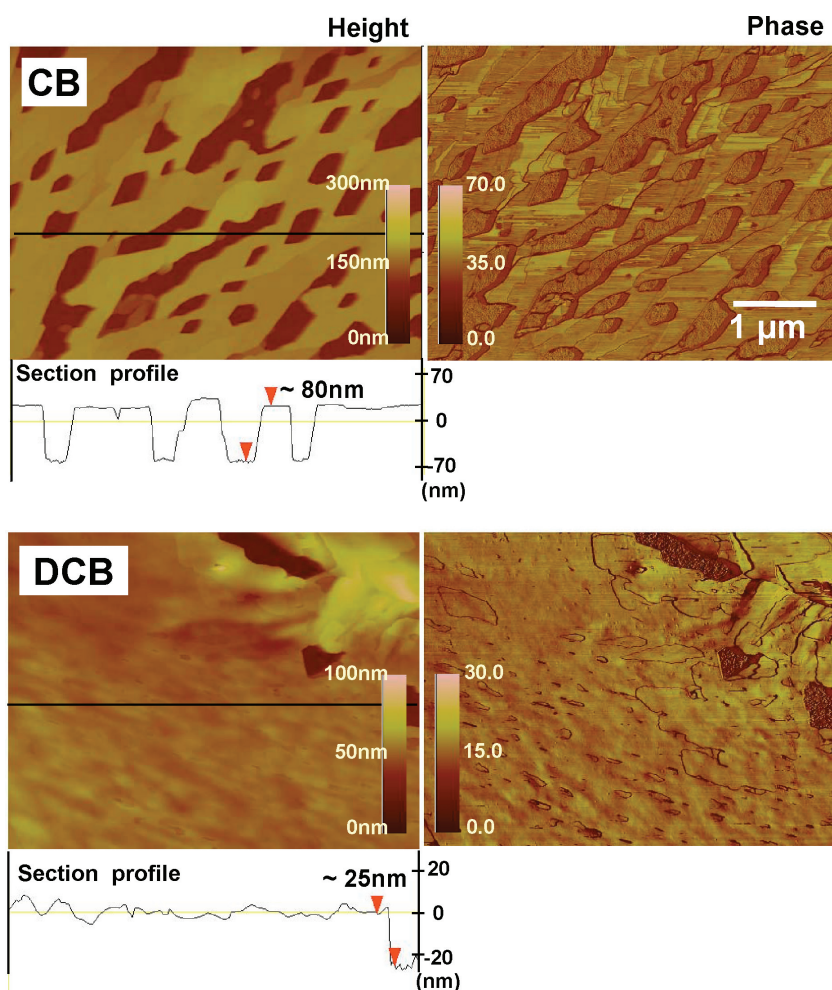 Height
Phase
CB
300nm
150nm
0nm
70.0
35.0
0.0
1 µm
Section profile
~ 80nm
70
0
-70
(nm)
DCB
100nm
50nm
0nm
30.0
15.0
0.0
Section profile
~ 25nm
20
0
-20
(nm)